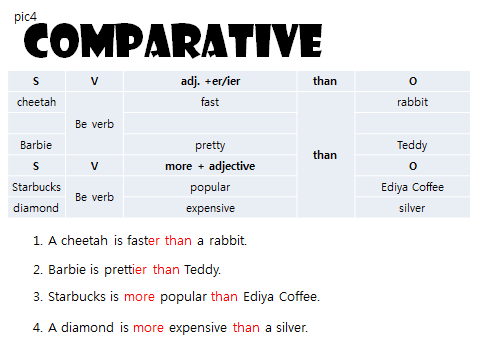 pic4
COMPARATIVE
S V adj. +er/ier than O
cheetah fast rabbit
Be verb
Barbie pretty Teddy
than
S V more + adjective O
Starbucks popular Ediya Coffee
Be verb
diamond expensive silver
1. A cheetah is faster than a rabbit.
2. Barbie is prettier than Teddy.
3. Starbucks is more popular than Ediya Coffee.
4. A diamond is more expensive than a silver.